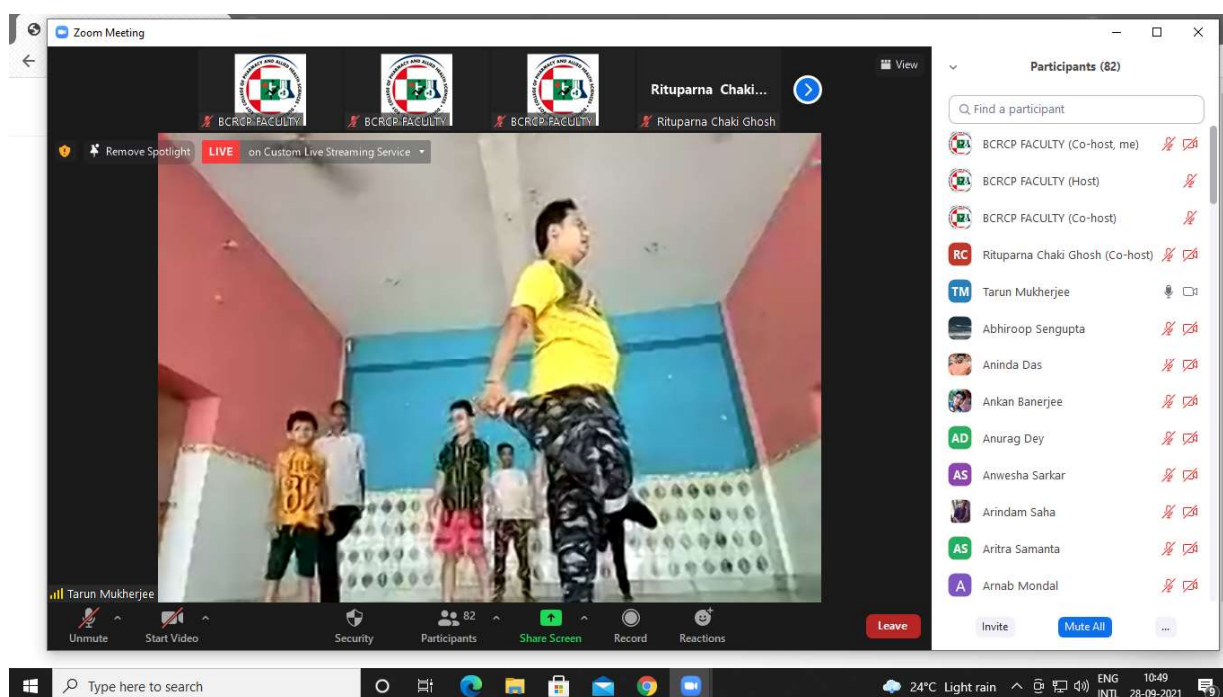 Zoom Meeting
BCRCP FACULTY
BCRCP FACULTY
BCRCP FACULTY
Rituparna Chaki...
Rituparna Chaki Ghosh
View
Remove Spotlight
LIVE on Custom Live Streaming Service
Tarun Mukherjee
Unmute
Start Video
Security
82
Participants
Share Screen
Record
Reactions
Leave
Participants (82)
Find a participant
BCRCP FACULTY (Co-host, me)
BCRCP FACULTY (Host)
BCRCP FACULTY (Co-host)
RC Rituparna Chaki Ghosh (Co-host)
TM Tarun Mukherjee
Abhiroop Sengupta
Aninda Das
Ankan Banerjee
AD Anurag Dey
AS Anwesha Sarkar
Arindam Saha
AS Aritra Samanta
A Arnab Mondal
Invite
Mute All
...
Type here to search
24°C Light rain
ENG
INTL
10:49
28-09-2021